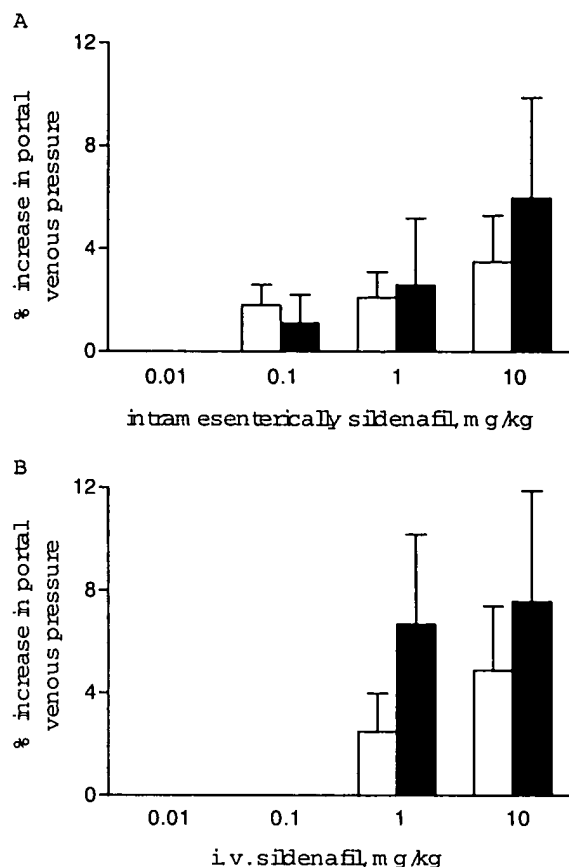 A
% increase in portal
venous pressure
12
8
4
0
0.01 0.1 1 10
intramesenterically sildenafil, mg/kg
B
% increase in portal
venous pressure
12
8
4
0
0.01 0.1 1 10
i.v. sildenafil, mg/kg